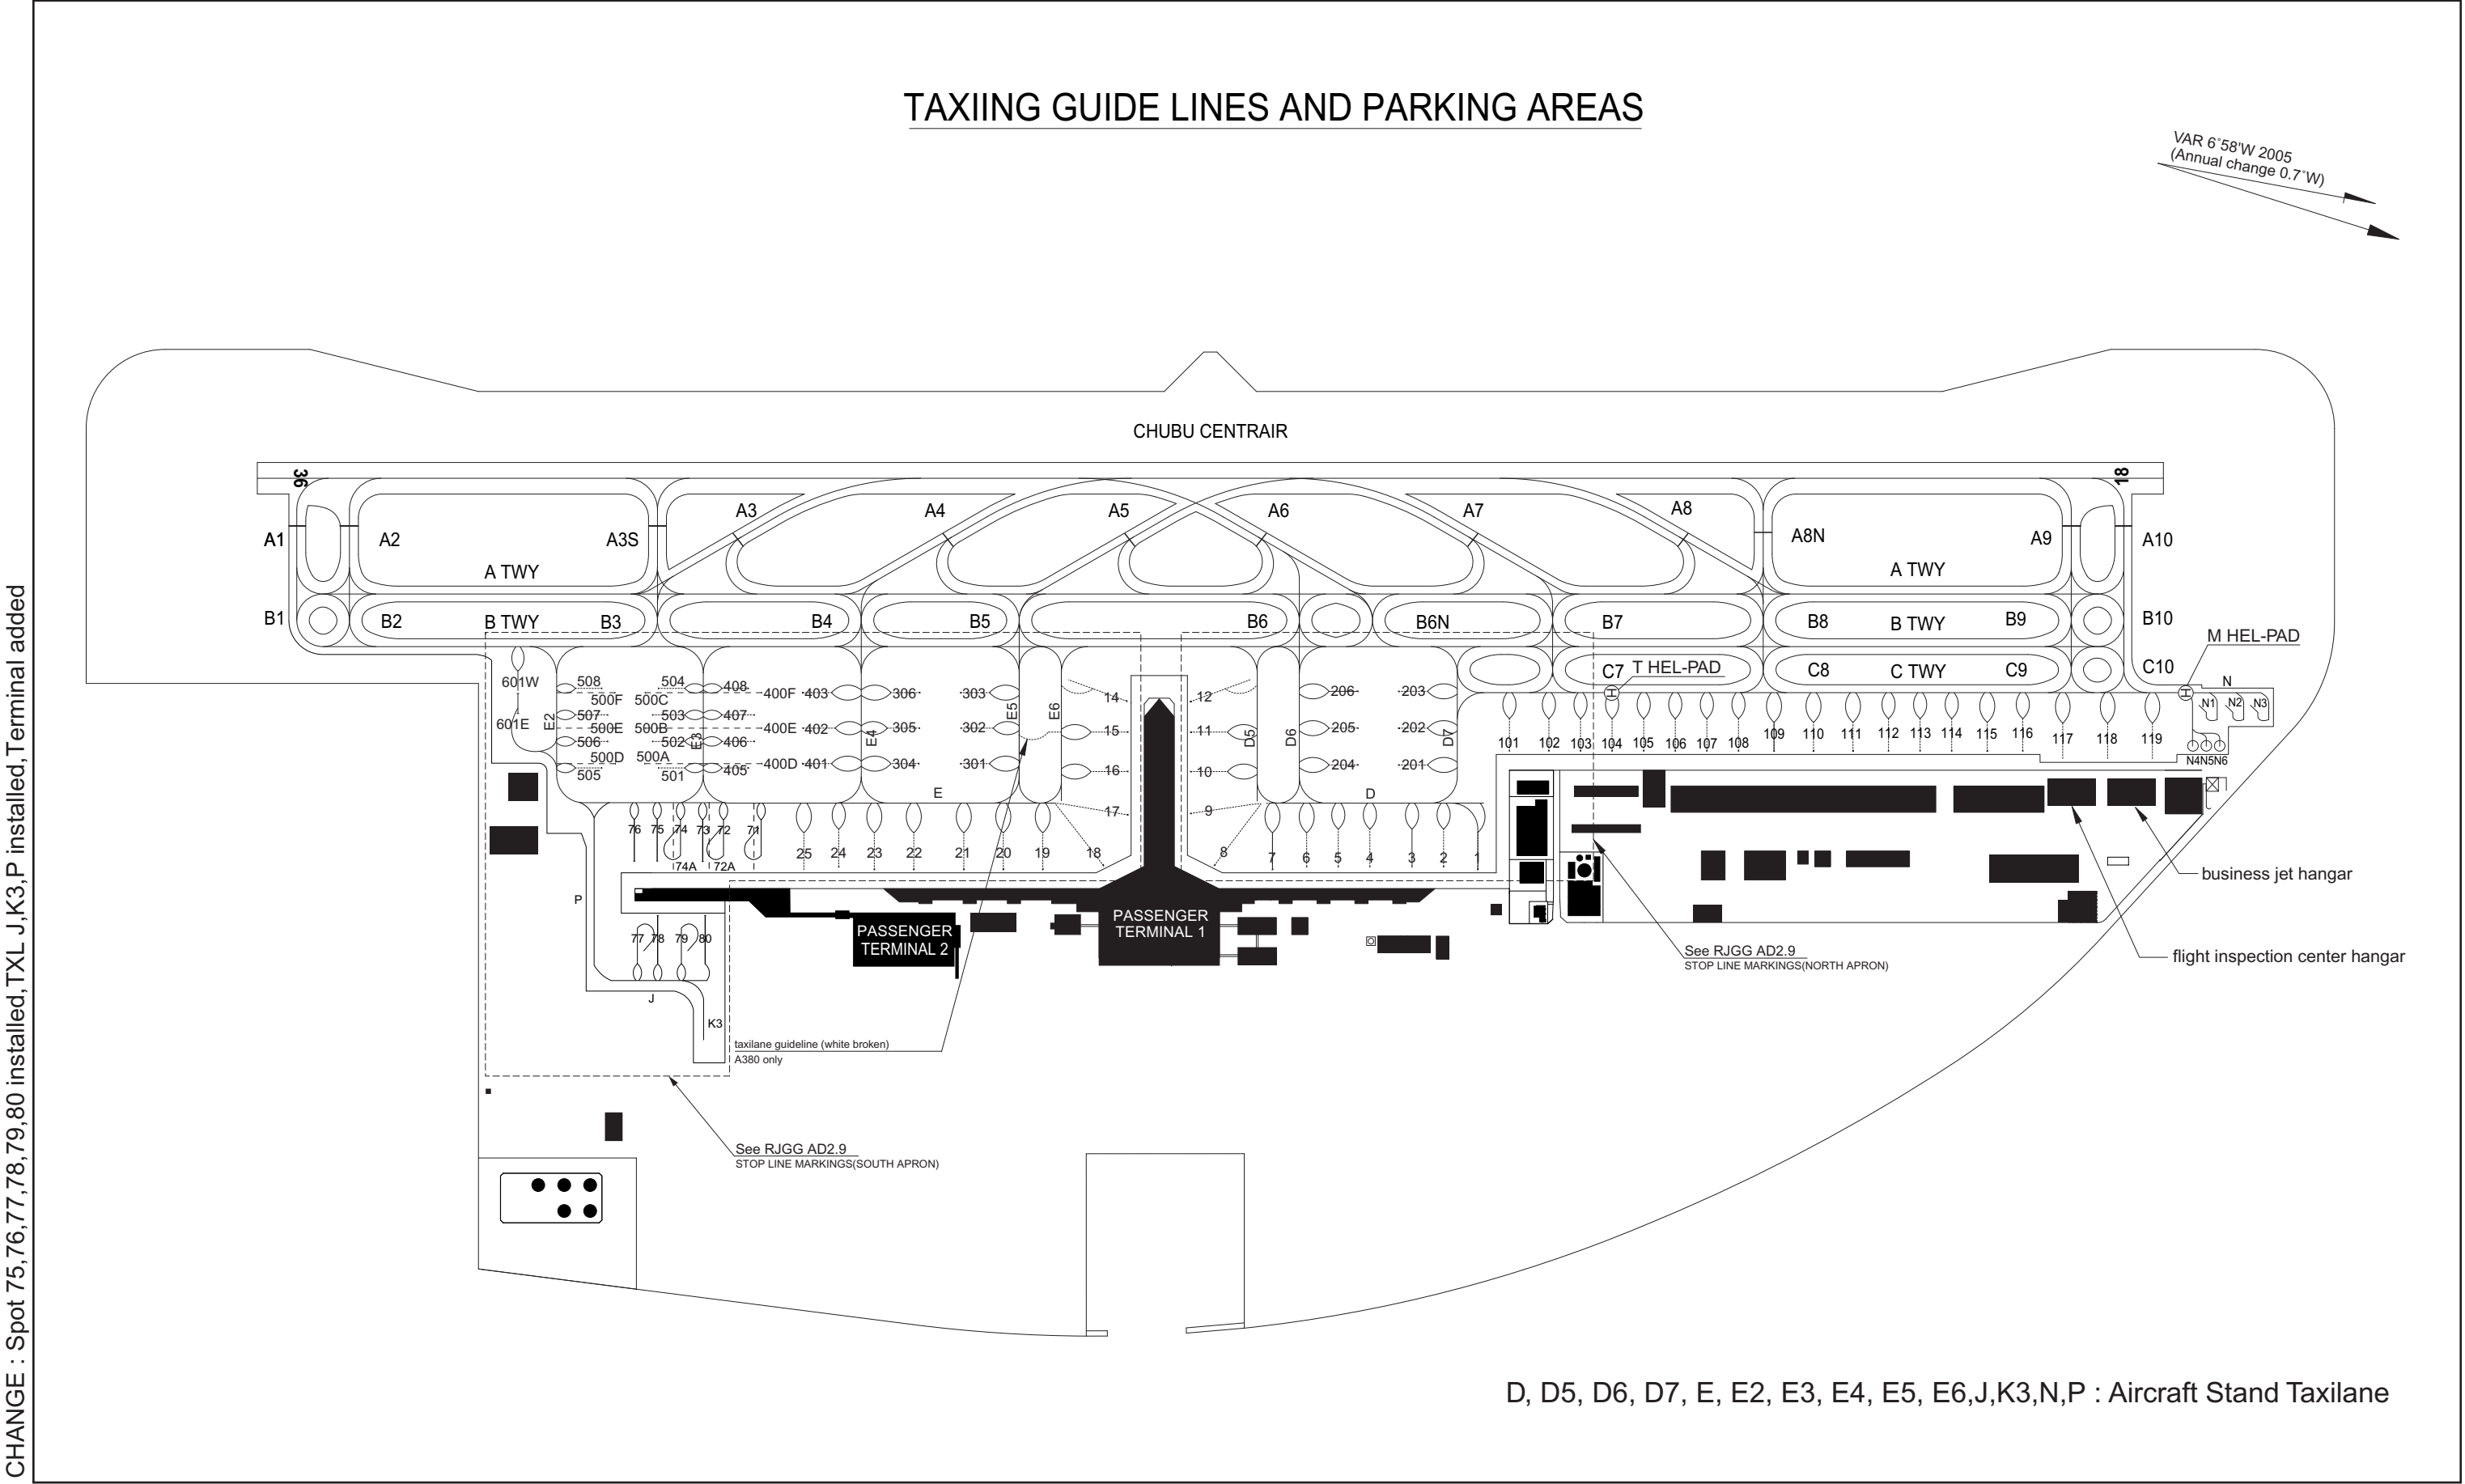 TAXIING GUIDE LINES AND PARKING AREAS
VAR 6˚58'W 2005
(Annual change 0.7˚W)
CHUBU CENTRAIR
36
18
A1
A2
A3S
A3
A4
A5
A6
A7
A8
A8N
A9
A10
A TWY
A TWY
B1
B2
B TWY
B3
B4
B5
B6
B6N
B7
B8
B TWY
B9
B10
M HEL-PAD
C7
T HEL-PAD
C8
C TWY
C9
C10
N
601W
601E
E2
508
500F
507
500E
506
500D
505
504
500C
503
500B
502
500A
501
E3
408
407
406
405
400F
400E
400D
403
402
401
E4
306
305
304
303
302
301
E5
E6
14
15
16
17
18
12
11
10
9
8
D5
D6
206
205
204
203
202
201
D7
101
102
103
104
105
106
107
108
109
110
111
112
113
114
115
116
117
118
119
N1
N2
N3
N4N5N6
E
D
76
75
74
73
72
71
74A
72A
25
24
23
22
21
20
19
7
6
5
4
3
2
1
P
77
78
79
80
J
K3
PASSENGER
TERMINAL 2
PASSENGER
TERMINAL 1
business jet hangar
flight inspection center hangar
See RJGG AD2.9
STOP LINE MARKINGS(NORTH APRON)
taxilane guideline (white broken)
A380 only
See RJGG AD2.9
STOP LINE MARKINGS(SOUTH APRON)
H
H
D, D5, D6, D7, E, E2, E3, E4, E5, E6,J,K3,N,P : Aircraft Stand Taxilane
CHANGE : Spot 75,76,77,78,79,80 installed,TXL J,K3,P installed,Terminal added